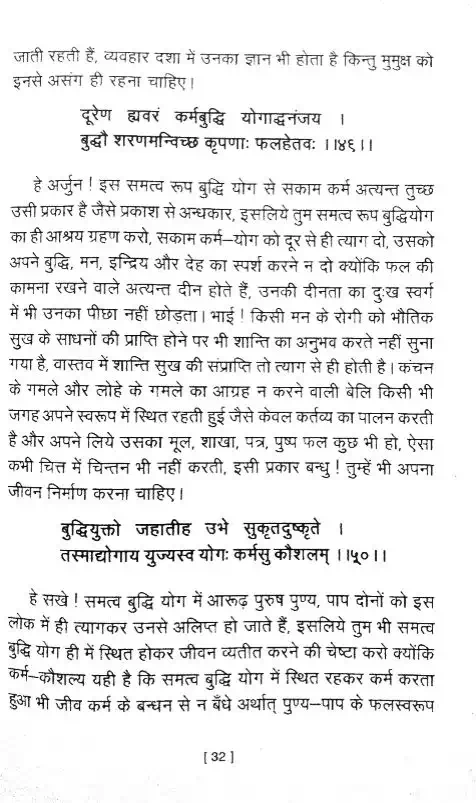 जाती रहती हैं, व्यवहार दशा में उनका ज्ञान भी होता है किन्तु मुमुक्ष को
इनसे असंग ही रहना चाहिए।
दूरेण ह्यवरं कर्मबुद्धि योगाद्धनंजय ।
बुद्धौ शरणमन्विच्छ कृपणाः फलहेतवः ।।४९।।
हे अर्जुन ! इस समत्व रूप बुद्धि योग से सकाम कर्म अत्यन्त तुच्छ
उसी प्रकार है जैसे प्रकाश से अन्धकार, इसलिये तुम समत्व रूप बुद्धियोग
का ही आश्रय ग्रहण करो, सकाम कर्म–योग को दूर से ही त्याग दो, उसको
अपने बुद्धि, मन, इन्द्रिय और देह का स्पर्श करने न दो क्योंकि फल की
कामना रखने वाले अत्यन्त दीन होते हैं, उनकी दीनता का दुःख स्वर्ग
में भी उनका पीछा नहीं छोड़ता। भाई ! किसी मन के रोगी को भौतिक
सुख के साधनों की प्राप्ति होने पर भी शान्ति का अनुभव करते नहीं सुना
गया है, वास्तव में शान्ति सुख की संप्राप्ति तो त्याग से ही होती है। कंचन
के गमले और लोहे के गमले का आग्रह न करने वाली बेलि किसी भी
जगह अपने स्वरूप में स्थित रहती हुई जैसे केवल कर्तव्य का पालन करती
है और अपने लिये उसका मूल, शाखा, पत्र, पुष्प फल कुछ भी हो, ऐसा
कभी चित्त में चिन्तन भी नहीं करती, इसी प्रकार बन्धु ! तुम्हें भी अपना
जीवन निर्माण करना चाहिए।
बुद्धियुक्तो जहातीह उभे सुकृतदुष्कृते ।
तस्माद्योगाय युज्यस्व योगः कर्मसु कौशलम् ।।५०।।
हे सखे ! समत्व बुद्धि योग में आरूढ़ पुरुष पुण्य, पाप दोनों को इस
लोक में ही त्यागकर उनसे अलिप्त हो जाते हैं, इसलिये तुम भी समत्व
बुद्धि योग ही में स्थित होकर जीवन व्यतीत करने की चेष्टा करो क्योंकि
कर्म–कौशल्य यही है कि समत्व बुद्धि योग में स्थित रहकर कर्म करता
हुआ भी जीव कर्म के बन्धन से न बँधे अर्थात् पुण्य–पाप के फलस्वरूप
[ 32 ]